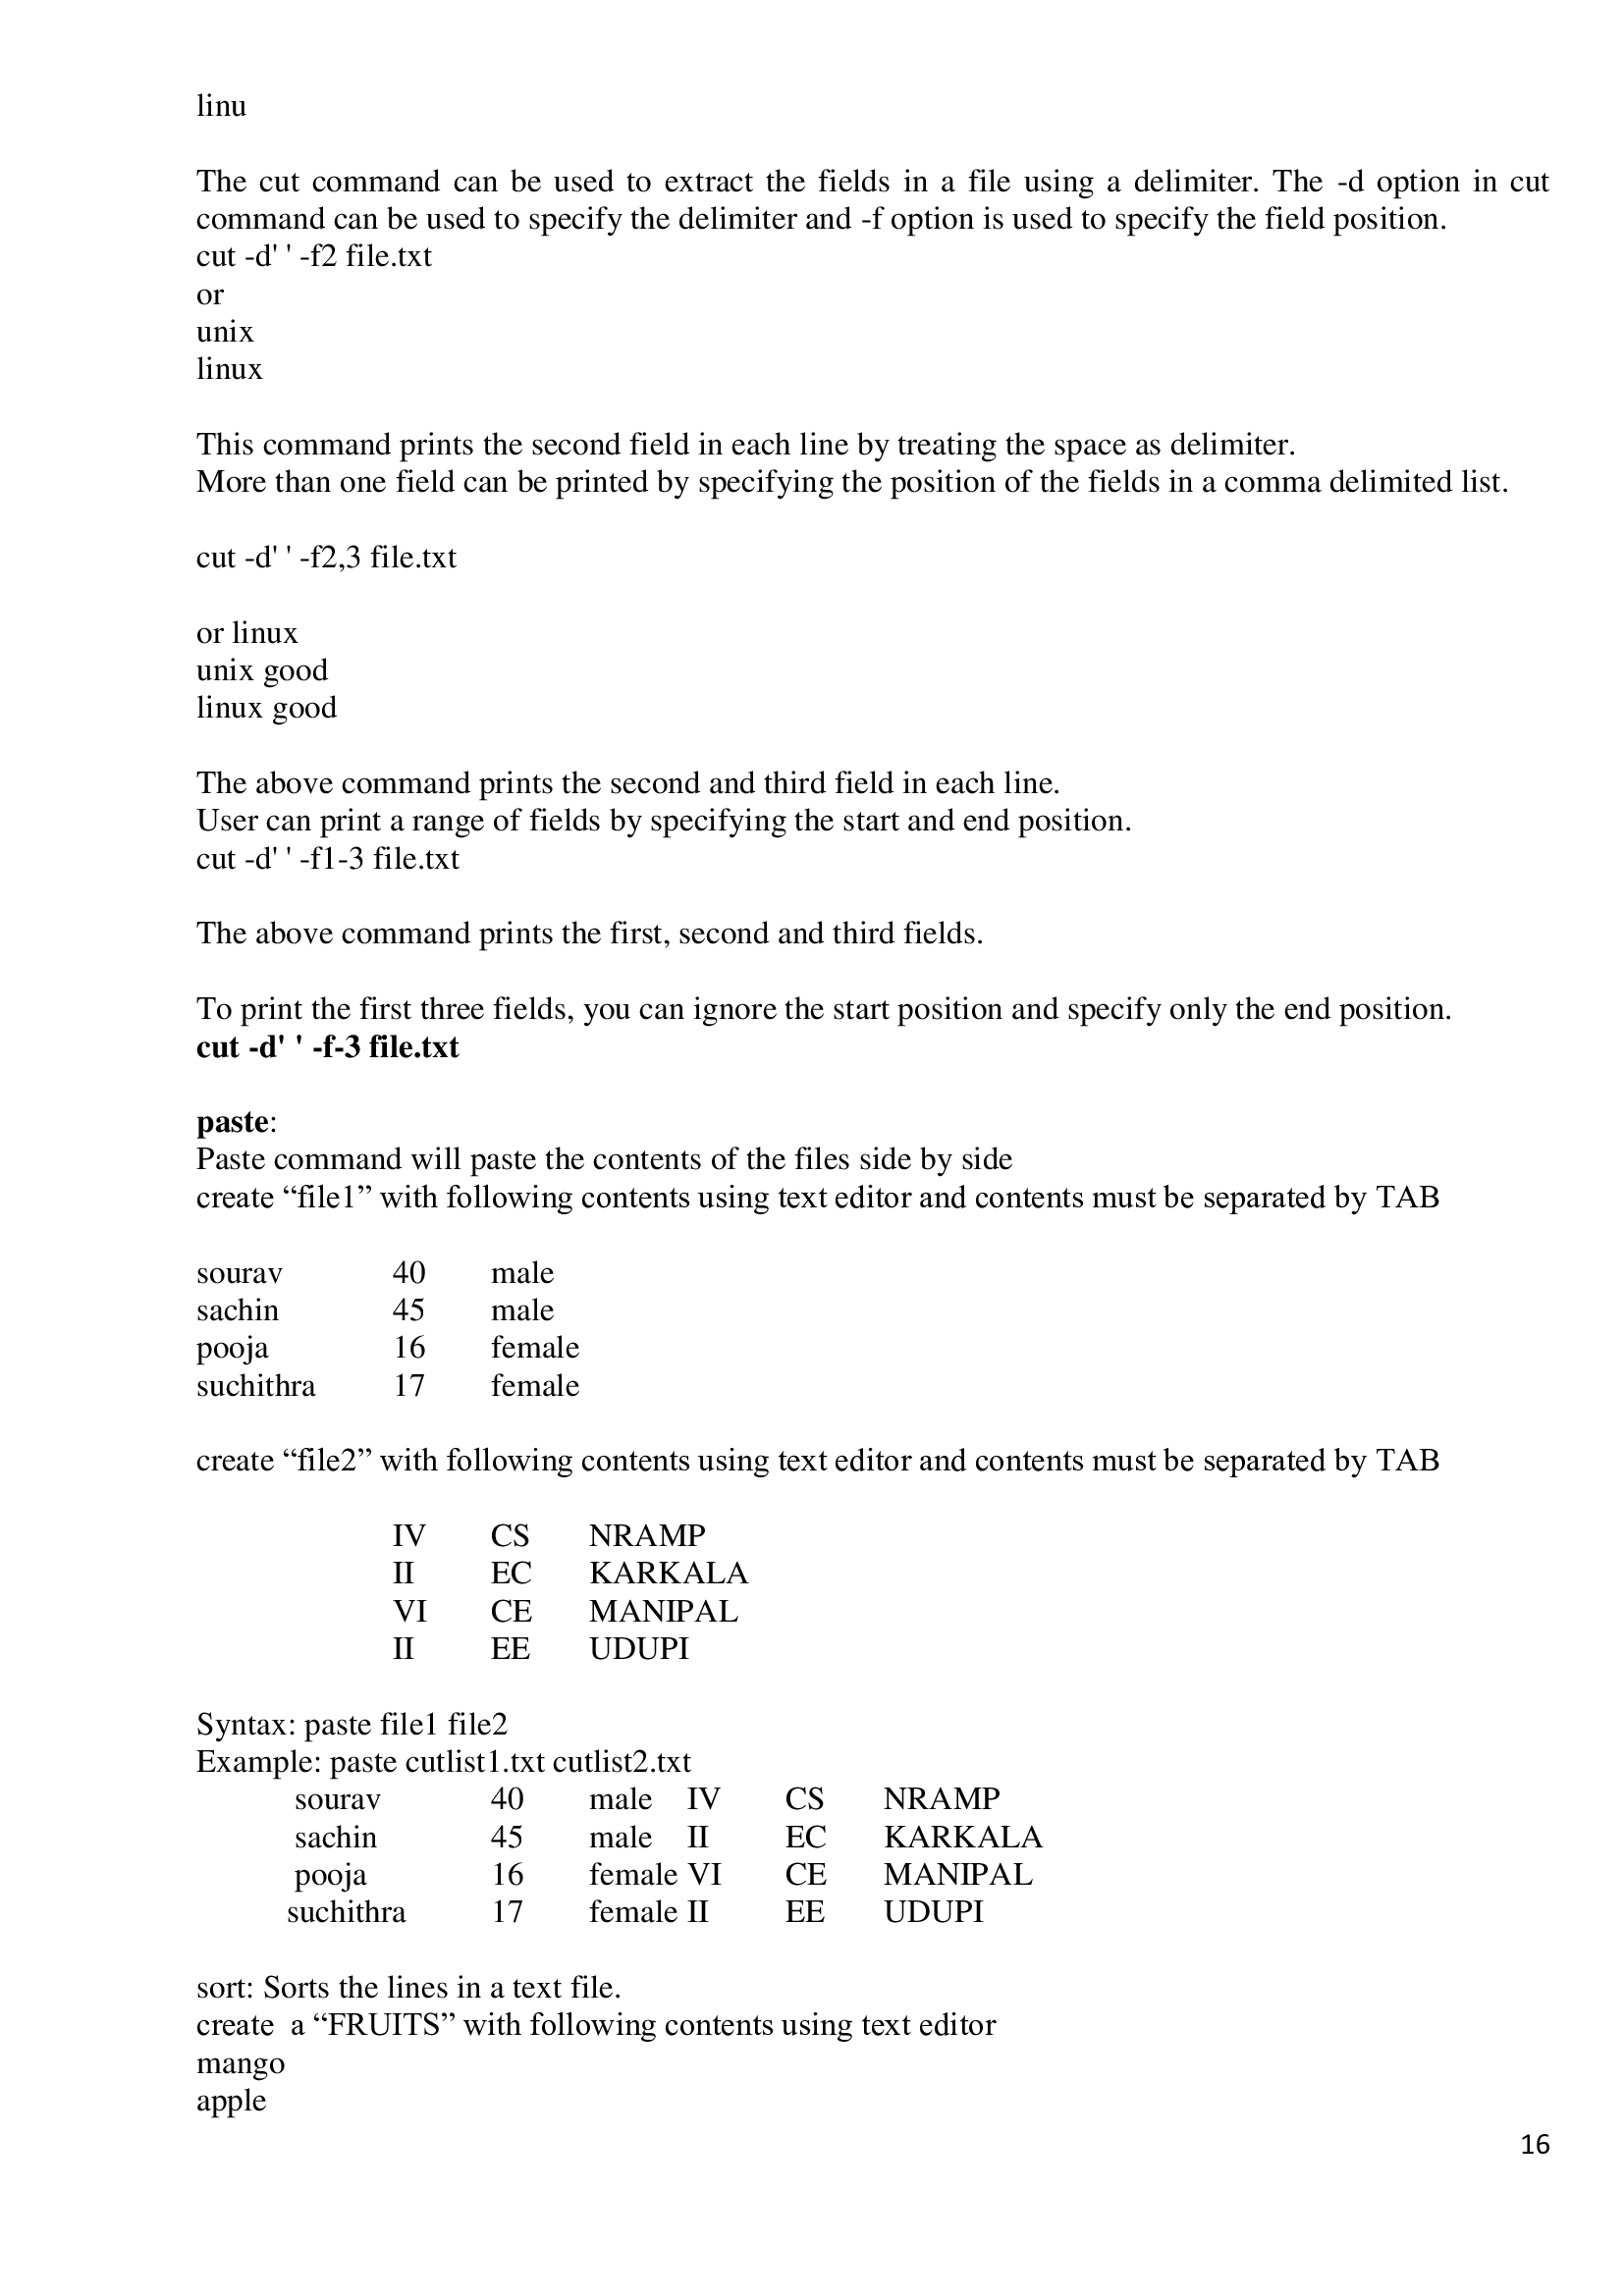 linu
The cut command can be used to extract the fields in a file using a delimiter. The -d option in cut
command can be used to specify the delimiter and -f option is used to specify the field position.
cut -d' ' -f2 file.txt
or
unix
linux
This command prints the second field in each line by treating the space as delimiter.
More than one field can be printed by specifying the position of the fields in a comma delimited list.
cut -d' ' -f2,3 file.txt
or linux
unix good
linux good
The above command prints the second and third field in each line.
User can print a range of fields by specifying the start and end position.
cut -d' ' -f1-3 file.txt
The above command prints the first, second and third fields.
To print the first three fields, you can ignore the start position and specify only the end position.
cut -d' ' -f-3 file.txt
paste:
Paste command will paste the contents of the files side by side
create “file1” with following contents using text editor and contents must be separated by TAB
sourav 40 male
sachin 45 male
pooja 16 female
suchithra 17 female
create “file2” with following contents using text editor and contents must be separated by TAB
IV CS NRAMP
II EC KARKALA
VI CE MANIPAL
II EE UDUPI
Syntax: paste file1 file2
Example: paste cutlist1.txt cutlist2.txt
sourav 40 male IV CS NRAMP
sachin 45 male II EC KARKALA
pooja 16 female VI CE MANIPAL
suchithra 17 female II EE UDUPI
sort: Sorts the lines in a text file.
create a “FRUITS” with following contents using text editor
mango
apple
16